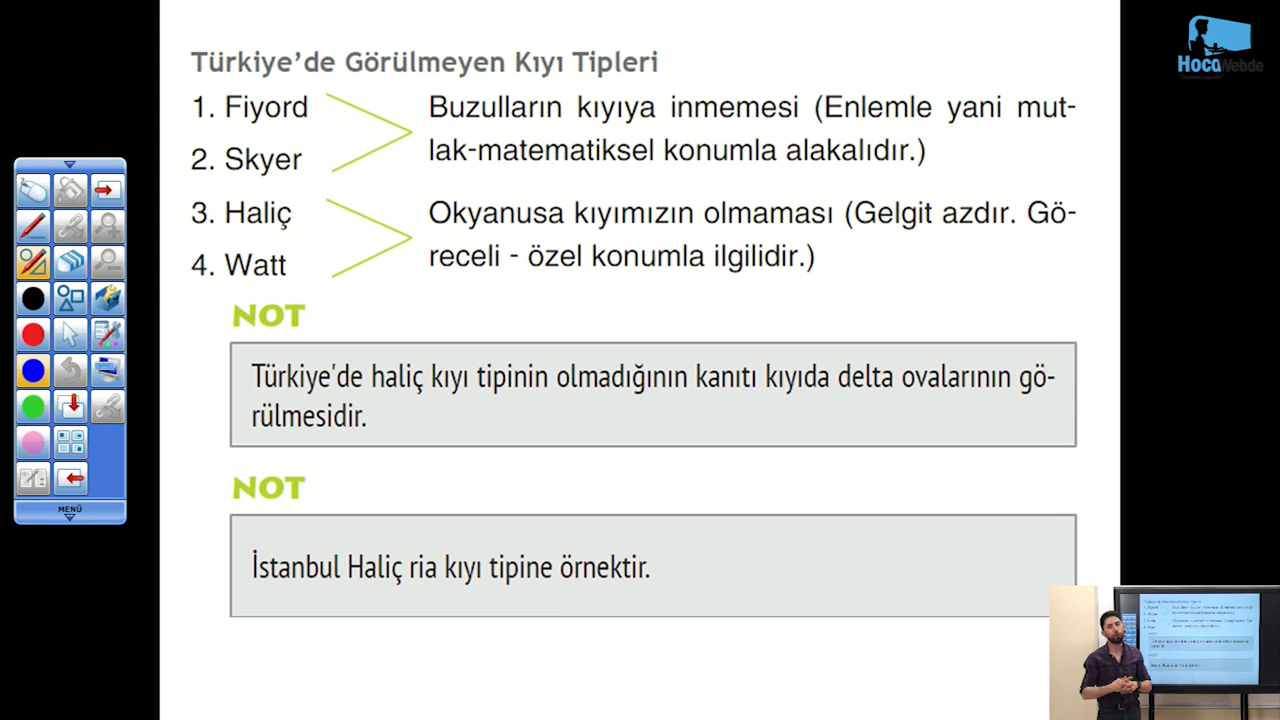 Türkiye'de Görülmeyen Kıyı Tipleri
1. Fiyord
2. Skyer
Buzulların kıyıya inmemesi (Enlemle yani mut-
lak-matematiksel konumla alakalıdır.)
3. Haliç
4. Watt
Okyanusa kıyımızın olmaması (Gelgit azdır. Gö-
receli - özel konumla ilgilidir.)
NOT
Türkiye'de haliç kıyı tipinin olmadığının kanıtı kıyıda delta ovalarının gö-
rülmesidir.
NOT
İstanbul Haliç ria kıyı tipine örnektir.
MENÜ
HocaWebde